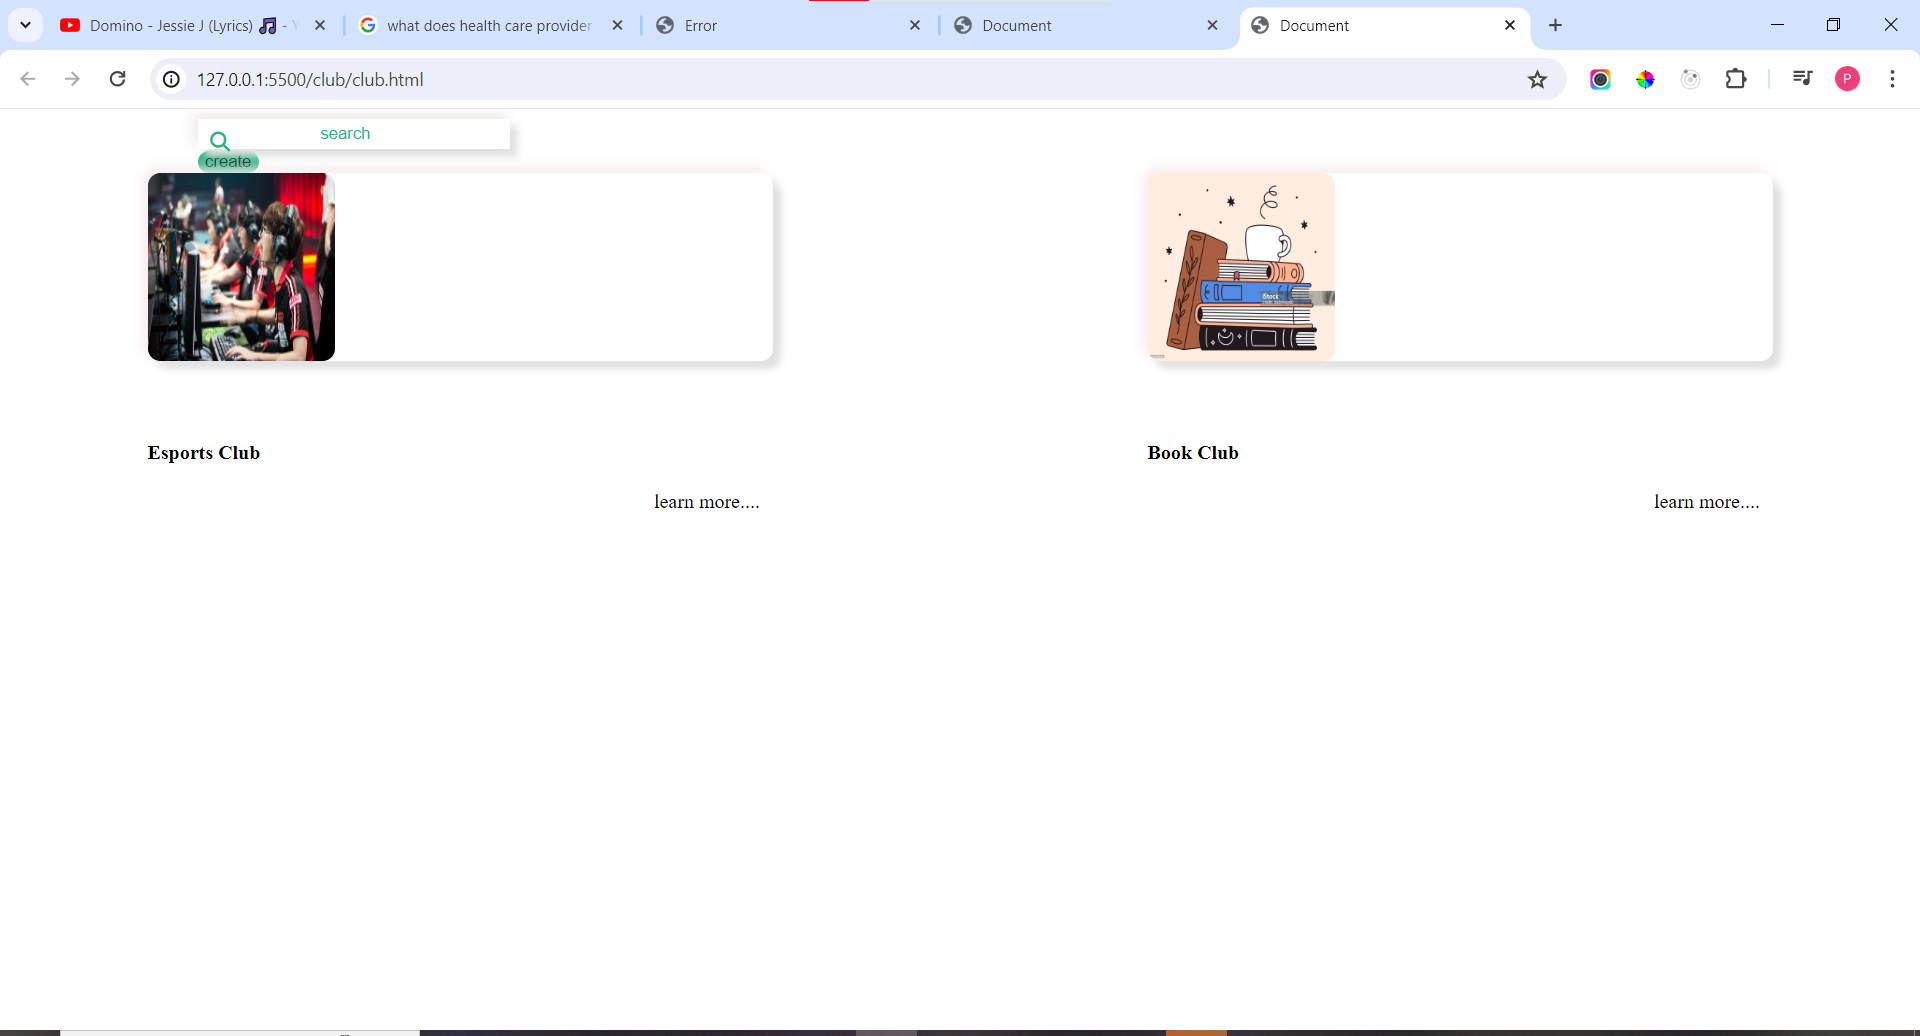 Domino - Jessie J (Lyrics) 🎵 - Y
what does health care provider
Error
Document
Document
127.0.0.1:5500/club/club.html
P
search
create
iStock
Esports Club
Book Club
learn more....
learn more....